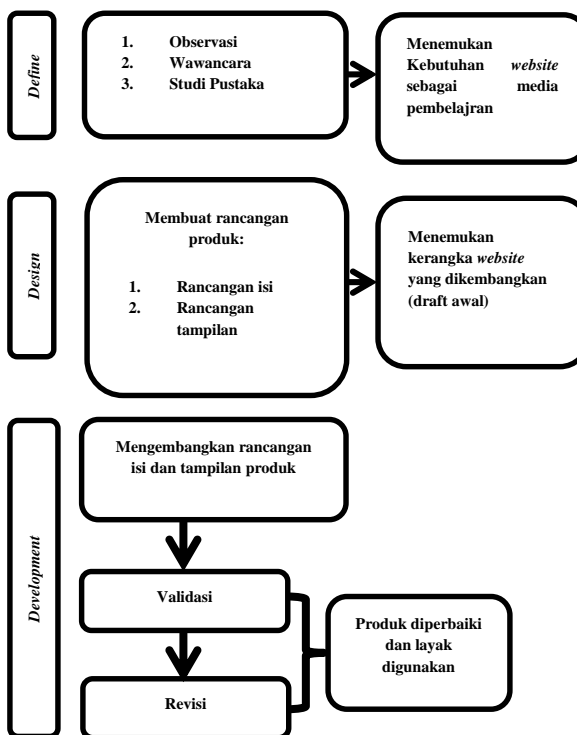 Define
1. Observasi
2. Wawancara
3. Studi Pustaka
Menemukan
Kebutuhan website
sebagai media
pembelajran
Design
Membuat rancangan
produk:
1. Rancangan isi
2. Rancangan
tampilan
Menemukan
kerangka website
yang dikembangkan
(draft awal)
Development
Mengembangkan rancangan
isi dan tampilan produk
Validasi
Revisi
Produk diperbaiki
dan layak
digunakan